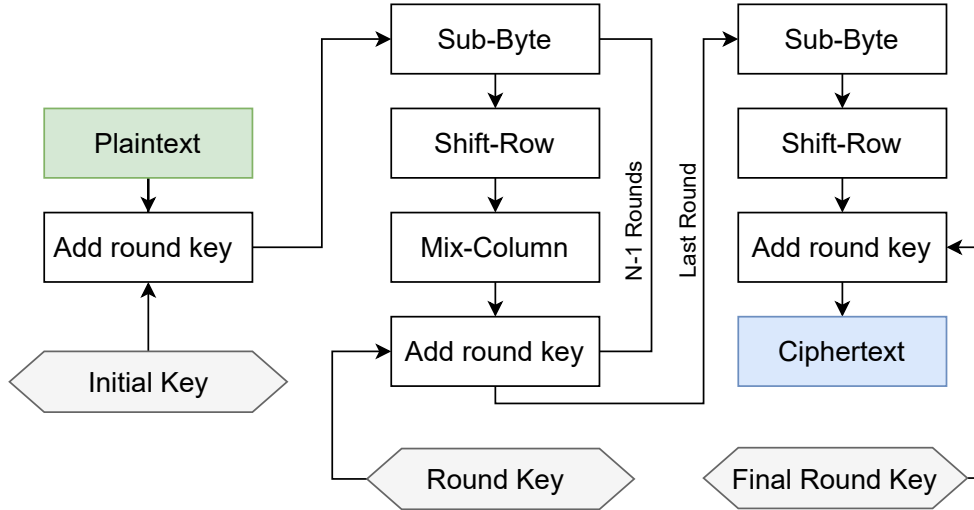 Plaintext
Add round key
Initial Key
Sub-Byte
Shift-Row
Mix-Column
Add round key
Round Key
N-1 Rounds
Last Round
Sub-Byte
Shift-Row
Add round key
Ciphertext
Final Round Key